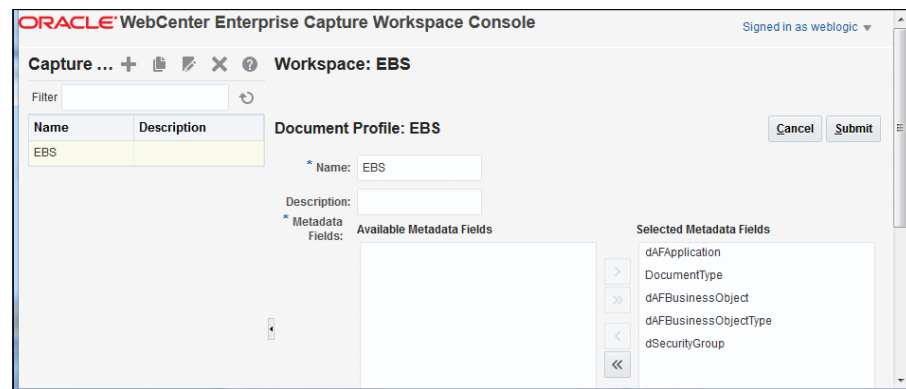 ORACLE® WebCenter Enterprise Capture Workspace Console
Signed in as weblogic
Capture ...
Workspace: EBS
Filter
Name Description
EBS
Document Profile: EBS
Cancel Submit
* Name: EBS
Description:
* Metadata Fields:
Available Metadata Fields
Selected Metadata Fields
dAFApplication
DocumentType
dAFBusinessObject
dAFBusinessObjectType
dSecurityGroup